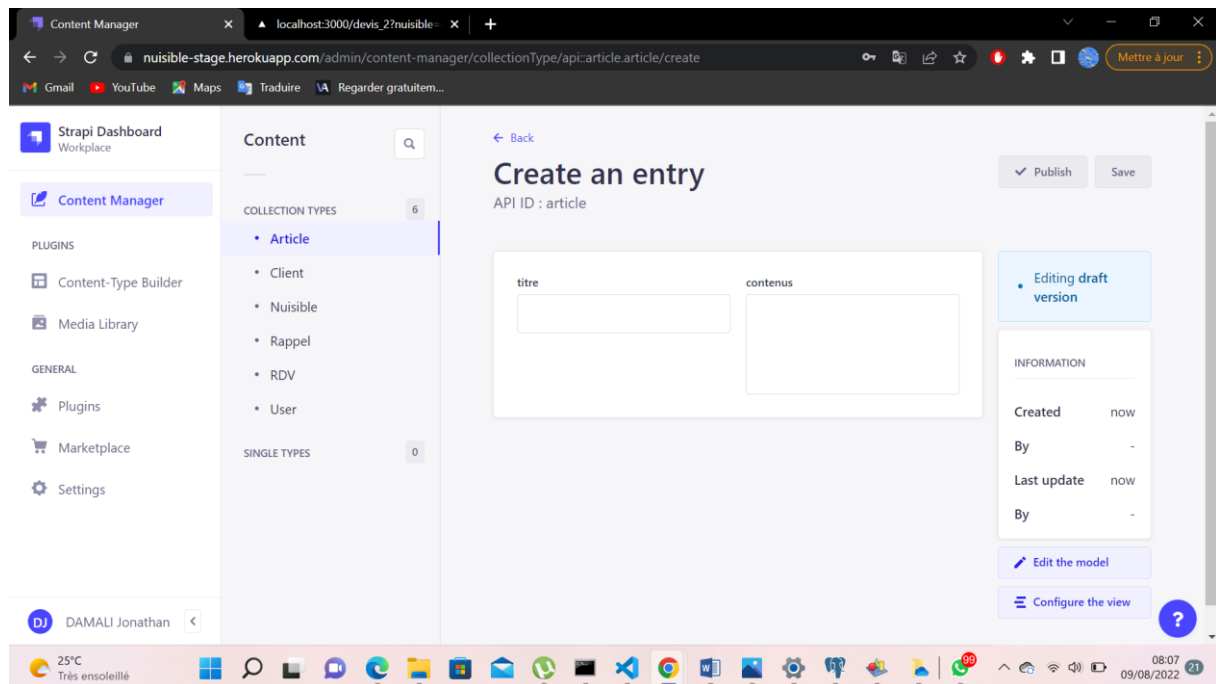 Content Manager
localhost:3000/devis_2?nuisible=
nuisible-stage.herokuapp.com/admin/content-manager/collectionType/api::article.article/create
Mettre à jour
Gmail
YouTube
Maps
Traduire
VA Regarder gratuitem...
Strapi Dashboard
Workplace
Content Manager
PLUGINS
Content-Type Builder
Media Library
GENERAL
Plugins
Marketplace
Settings
DJ DAMALI Jonathan
Content
COLLECTION TYPES 6
Article
Client
Nuisible
Rappel
RDV
User
SINGLE TYPES 0
← Back
Create an entry
API ID : article
Publish
Save
titre
contenus
Editing draft
version
INFORMATION
Created now
By -
Last update now
By -
Edit the model
Configure the view
?
25°C
Très ensoleillé
99
08:07
09/08/2022
21